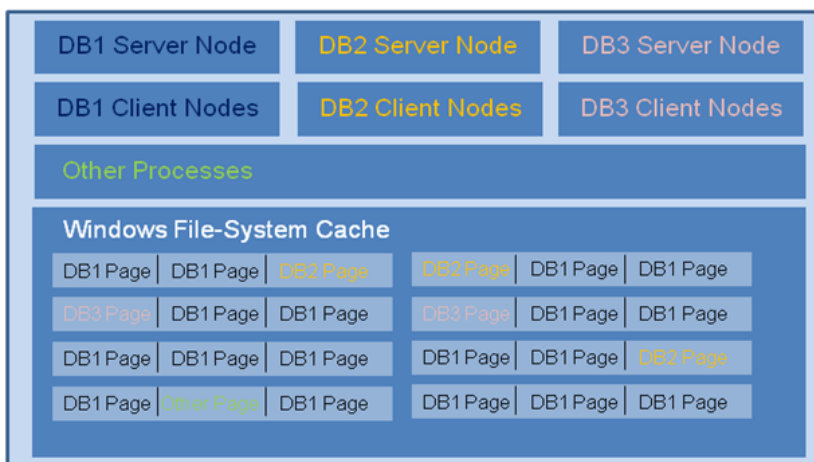 DB1 Server Node DB2 Server Node DB3 Server Node
DB1 Client Nodes DB2 Client Nodes DB3 Client Nodes
Other Processes
Windows File-System Cache
DB1 Page DB1 Page DB2 Page DB2 Page DB1 Page DB1 Page
DB3 Page DB1 Page DB1 Page DB3 Page DB1 Page DB1 Page
DB1 Page DB1 Page DB1 Page DB1 Page DB1 Page DB2 Page
DB1 Page Other Page DB1 Page DB1 Page DB1 Page DB1 Page